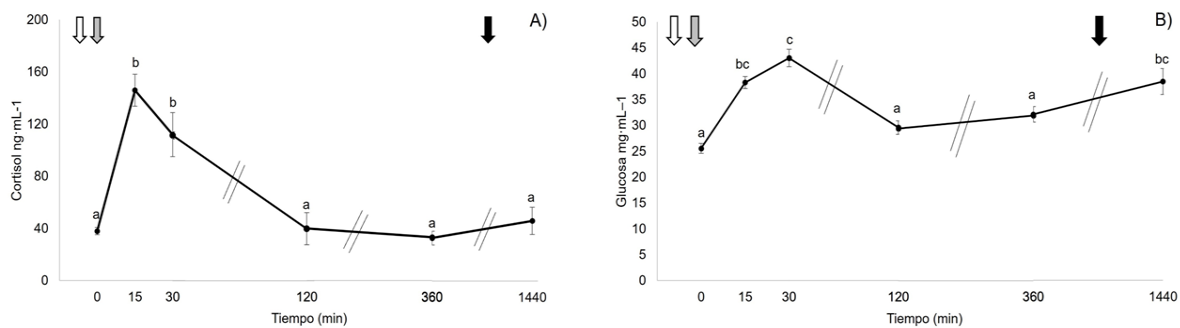 A)
200
160
120
80
40
0
Cortisol ng·mL-1
a
b
b
a
a
a
0 15 30 120 360 1440
Tiempo (min)
B)
50
45
40
35
30
25
20
15
10
5
0
Glucosa mg·mL–1
a
bc
c
a
a
bc
0 15 30 120 360 1440
Tiempo (min)